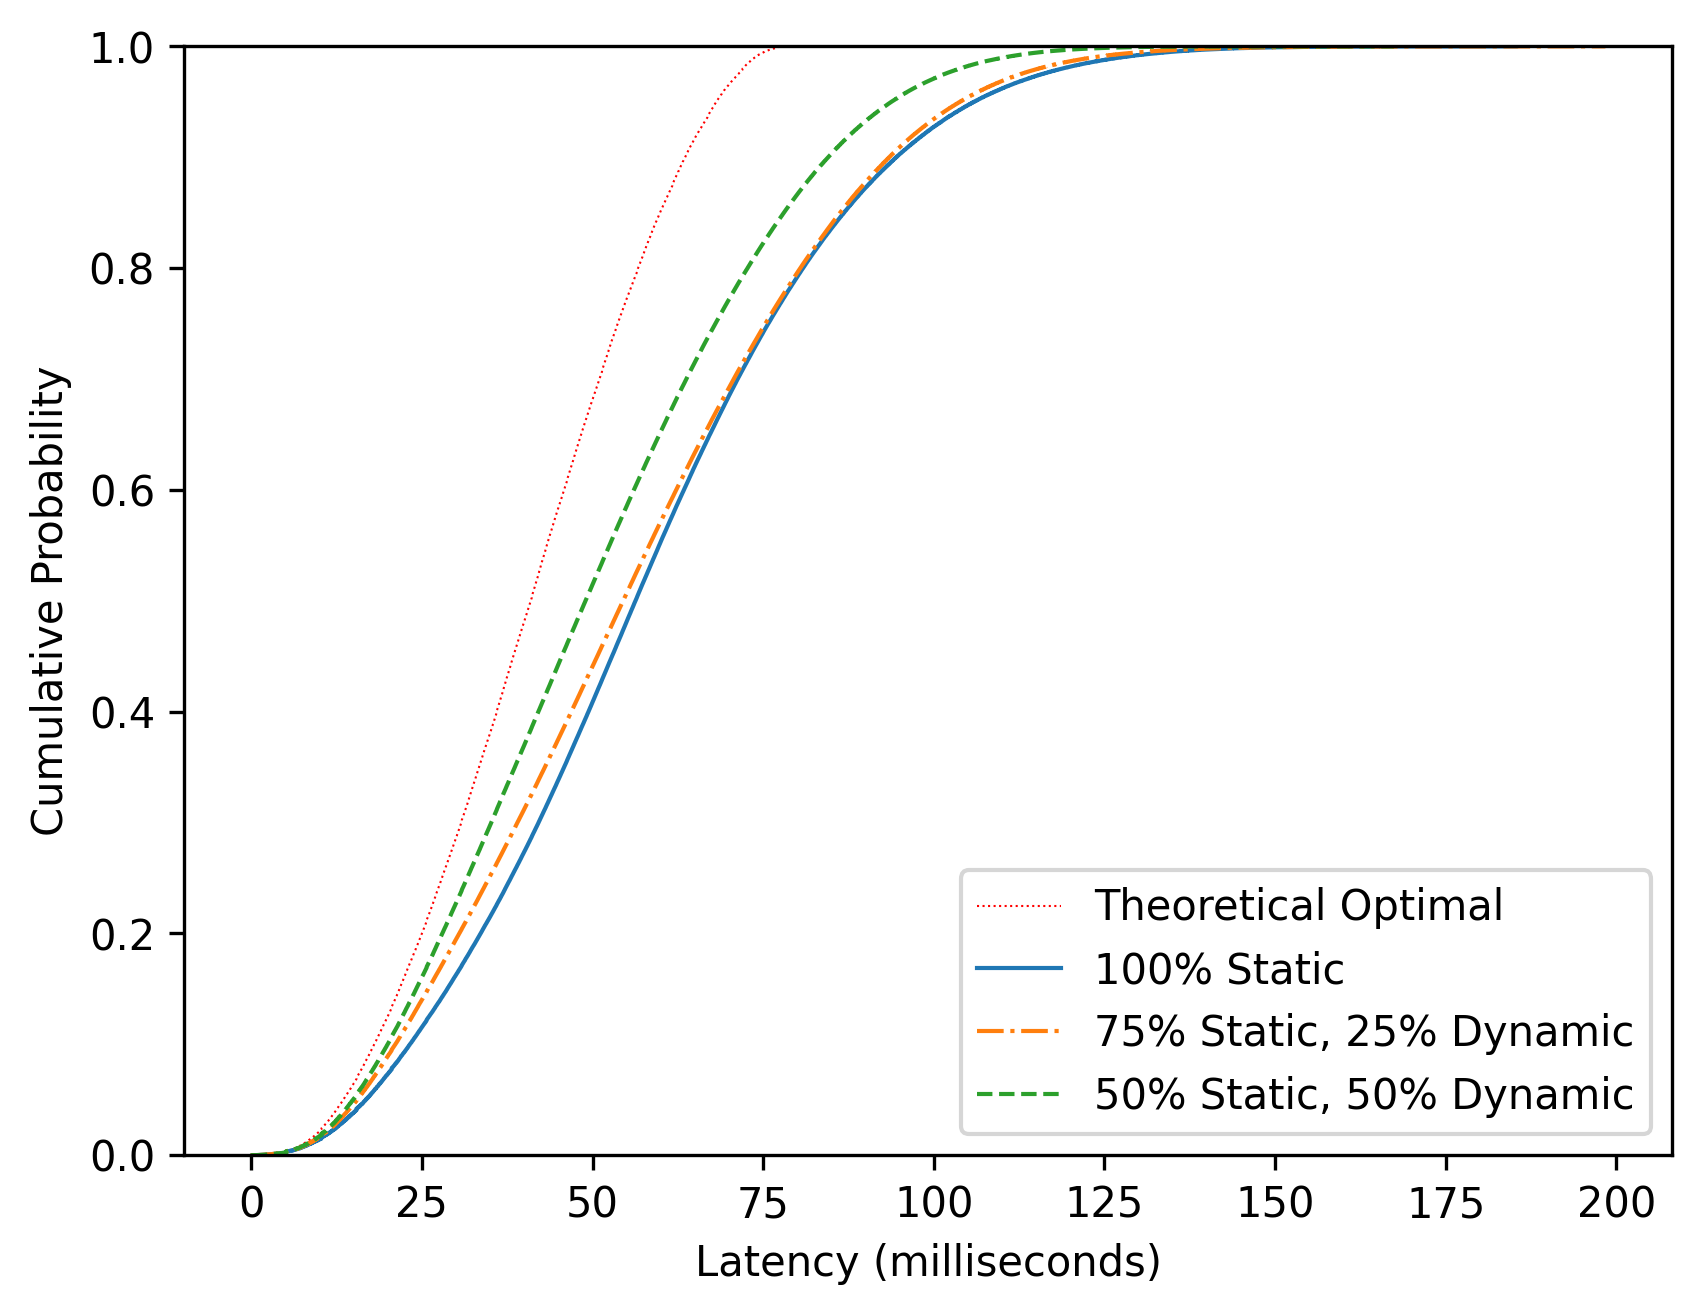 1.0
0.8
0.6
0.4
0.2
0.0
Cumulative Probability
Theoretical Optimal
100% Static
75% Static, 25% Dynamic
50% Static, 50% Dynamic
0 25 50 75 100 125 150 175 200
Latency (milliseconds)